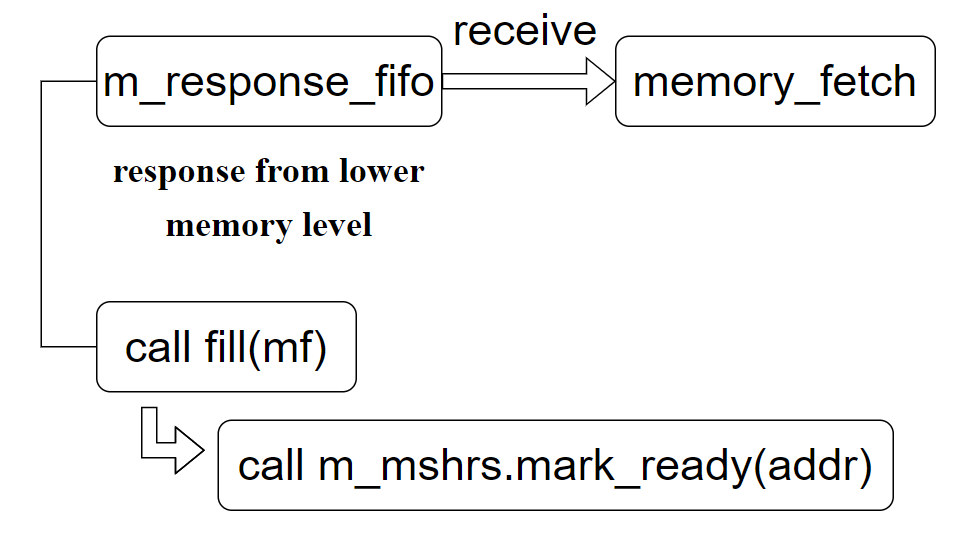 receive
m_response_fifo
memory_fetch
response from lower
memory level
call fill(mf)
call m_mshrs.mark_ready(addr)